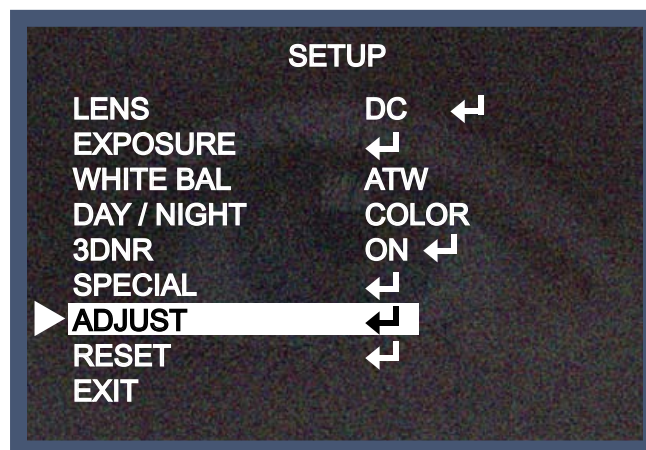 SETUP
LENS DC ↵
EXPOSURE ↵
WHITE BAL ATW
DAY / NIGHT COLOR
3DNR ON ↵
SPECIAL ↵
ADJUST ↵
RESET ↵
EXIT